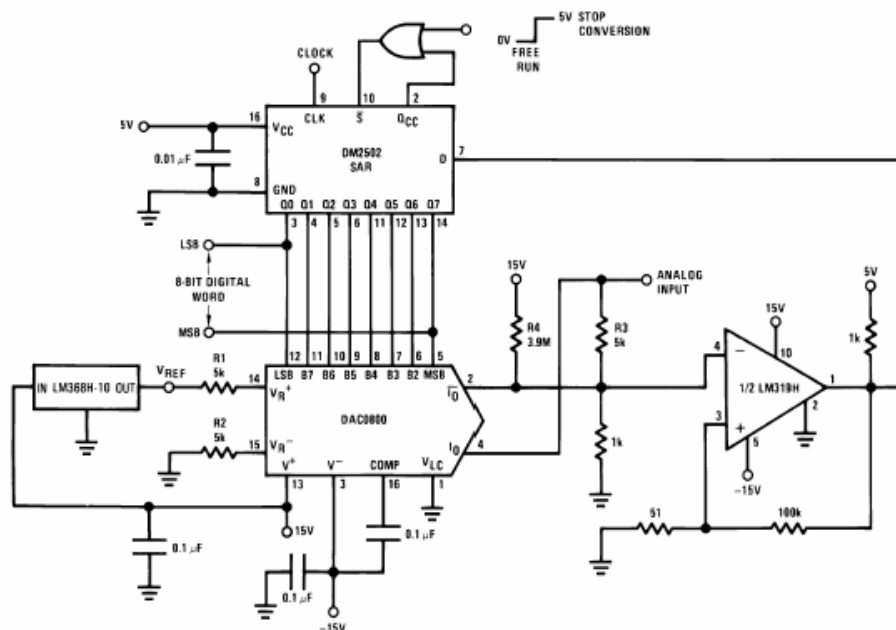 5V STOP
CONVERSION
0V
FREE
RUN
CLOCK
9
10
2
CLK
S̅
QCC
5V
16
VCC
0.01 µF
DM2502
SAR
D
7
8
GND
Q0 Q1 Q2 Q3 Q4 Q5 Q6 Q7
3 4 5 6 11 12 13 14
LSB
8-BIT DIGITAL
WORD
MSB
15V
ANALOG
INPUT
5V
R4
3.9M
R3
5k
1k
15V
12 11 10 9 8 7 6 5
LSB B7 B6 B5 B4 B3 B2 MSB
IN LM368H-10 OUT
VREF
R1
5k
14
VR+
I̅O̅
2
4
−
10
1
1/2 LM319H
2
DAC0800
R2
5k
15
VR−
IO
4
3
+
5
−15V
1k
V+
V−
COMP
VLC
13
3
16
1
15V
0.1 µF
0.1 µF
0.1 µF
−15V
51
100k